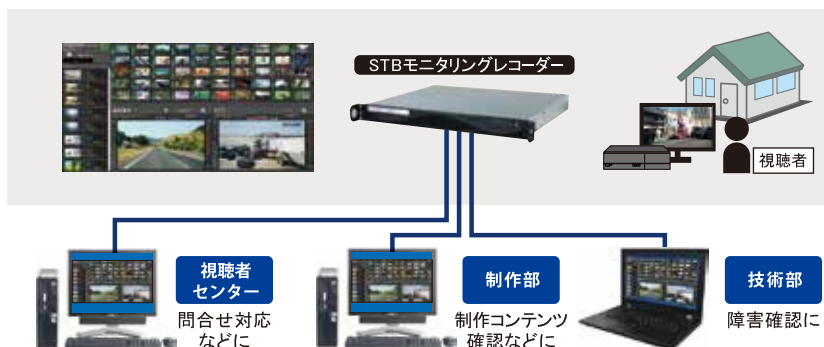 STBモニタリングレコーダー
視聴者
視聴者
センター
問合せ対応
などに
制作部
制作コンテンツ
確認などに
技術部
障害確認に